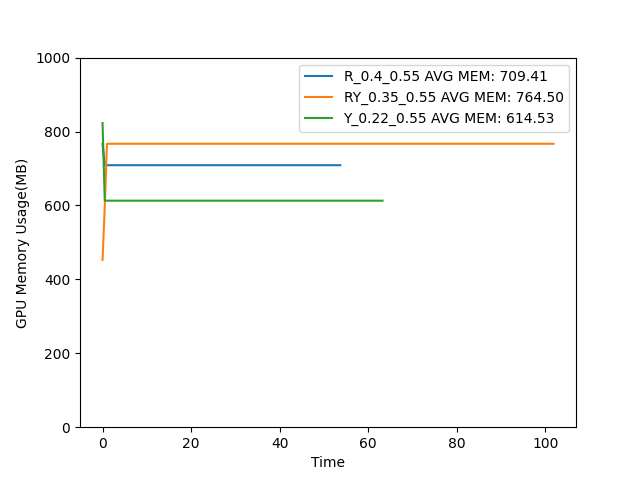 1000
800
600
400
200
0
GPU Memory Usage(MB)
R_0.4_0.55 AVG MEM: 709.41
RY_0.35_0.55 AVG MEM: 764.50
Y_0.22_0.55 AVG MEM: 614.53
0 20 40 60 80 100
Time